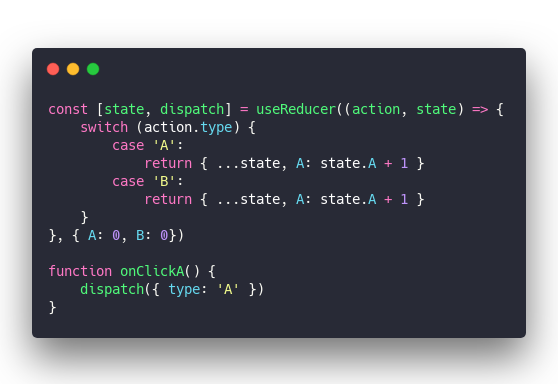 const [state, dispatch] = useReducer((action, state) => {
    switch (action.type) {
        case 'A':
            return { ...state, A: state.A + 1 }
        case 'B':
            return { ...state, A: state.A + 1 }
    }
}, { A: 0, B: 0})

function onClickA() {
    dispatch({ type: 'A' })
}